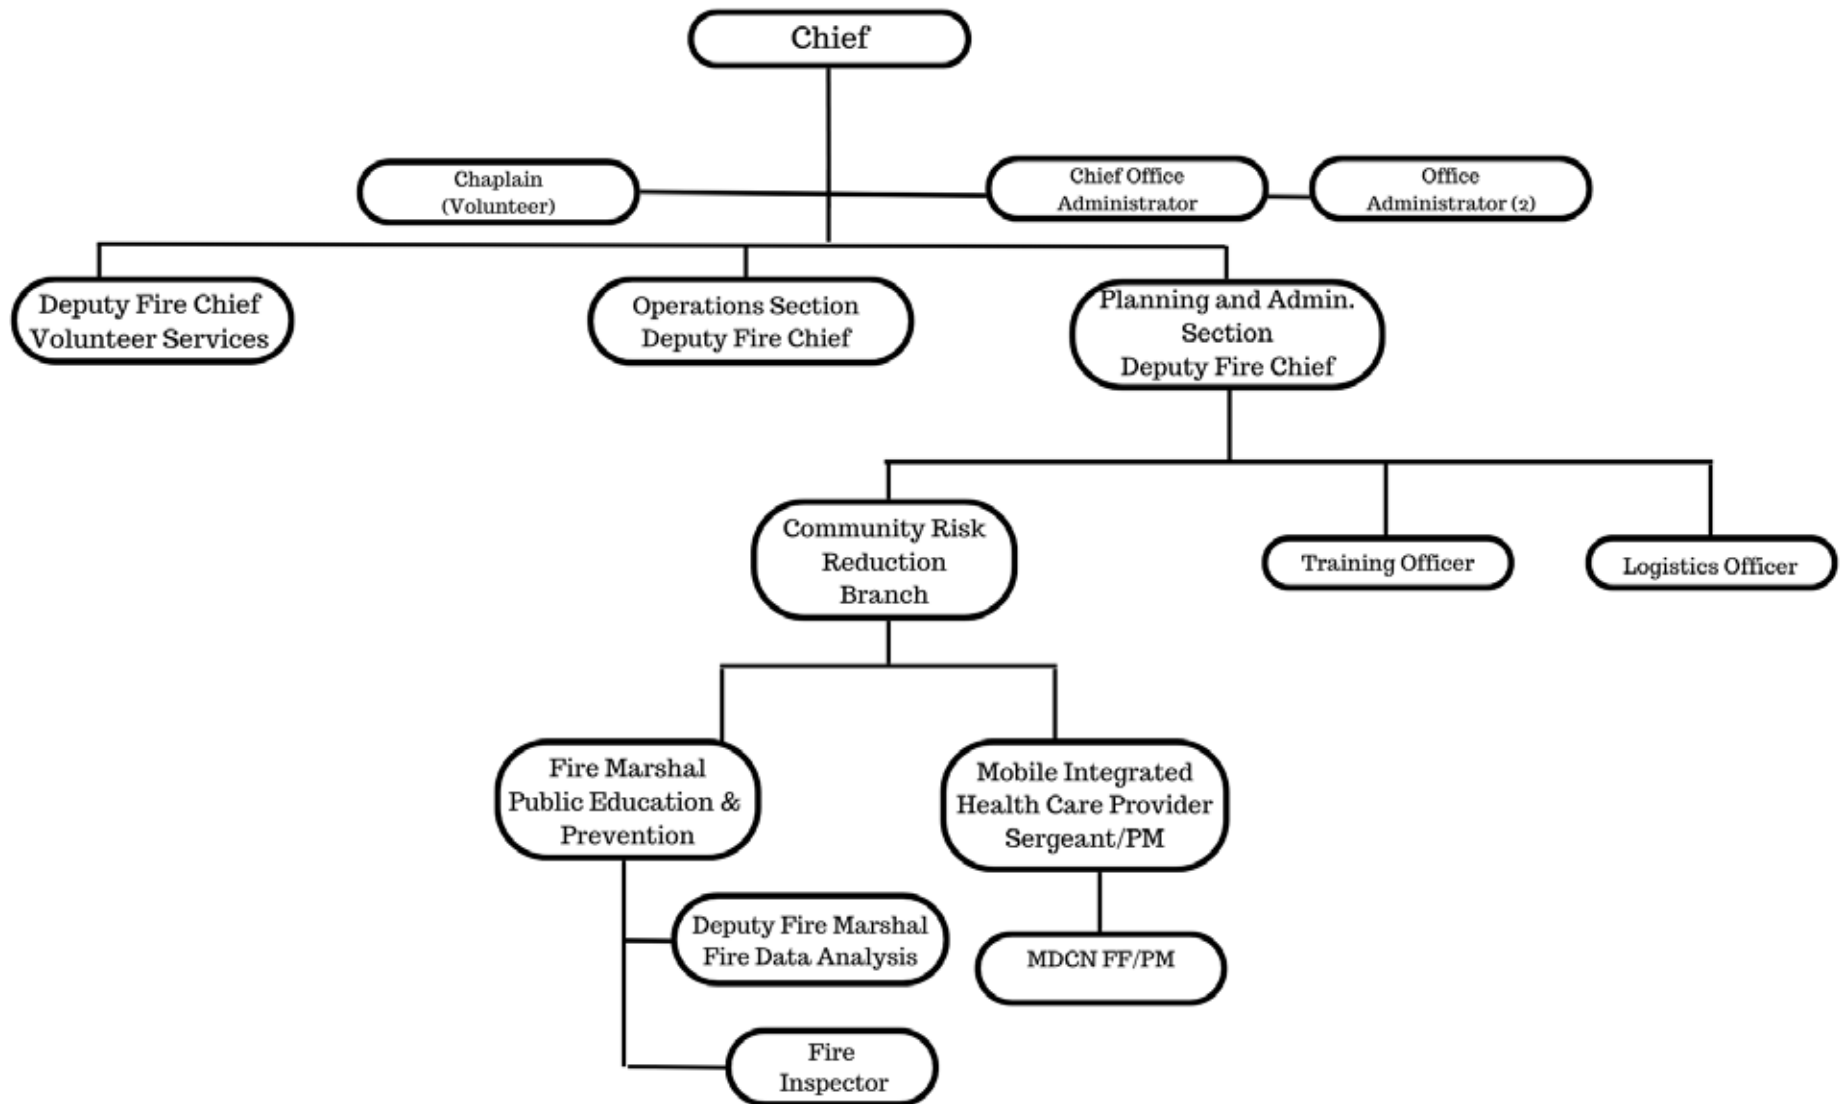 Chief
Chaplain
(Volunteer)
Chief Office
Administrator
Office
Administrator (2)
Deputy Fire Chief
Volunteer Services
Operations Section
Deputy Fire Chief
Planning and Admin.
Section
Deputy Fire Chief
Community Risk
Reduction
Branch
Training Officer
Logistics Officer
Fire Marshal
Public Education &
Prevention
Mobile Integrated
Health Care Provider
Sergeant/PM
Deputy Fire Marshal
Fire Data Analysis
MDCN FF/PM
Fire
Inspector